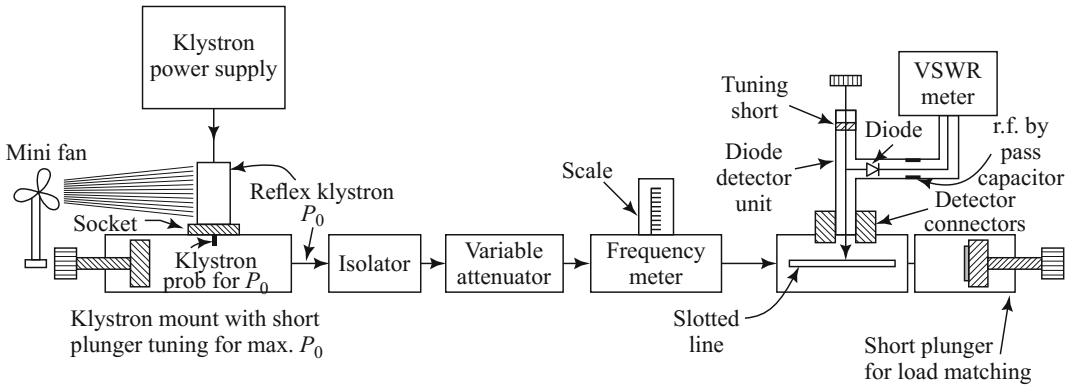 Klystron
power supply
Mini fan
Reflex klystron
P0
Socket
Klystron
prob for P0
Klystron mount with short
plunger tuning for max. P0
Isolator
Variable
attenuator
Scale
Frequency
meter
Tuning
short
Diode
detector
unit
Diode
VSWR
meter
r.f. by
pass
capacitor
Detector
connectors
Slotted
line
Short plunger
for load matching